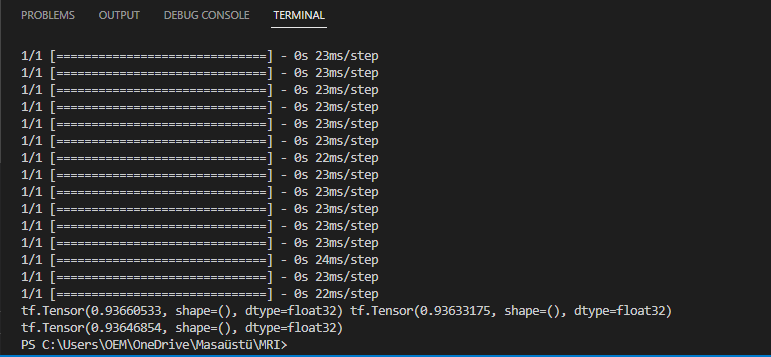 PROBLEMS OUTPUT DEBUG CONSOLE TERMINAL
1/1 [==============================] - 0s 23ms/step
1/1 [==============================] - 0s 23ms/step
1/1 [==============================] - 0s 23ms/step
1/1 [==============================] - 0s 23ms/step
1/1 [==============================] - 0s 23ms/step
1/1 [==============================] - 0s 23ms/step
1/1 [==============================] - 0s 22ms/step
1/1 [==============================] - 0s 23ms/step
1/1 [==============================] - 0s 23ms/step
1/1 [==============================] - 0s 23ms/step
1/1 [==============================] - 0s 23ms/step
1/1 [==============================] - 0s 23ms/step
1/1 [==============================] - 0s 24ms/step
1/1 [==============================] - 0s 23ms/step
1/1 [==============================] - 0s 22ms/step
tf.Tensor(0.93660533, shape=(), dtype=float32) tf.Tensor(0.93633175, shape=(), dtype=float32)
tf.Tensor(0.93646854, shape=(), dtype=float32)
PS C:\Users\OEM\OneDrive\Masaüstü\MRI>